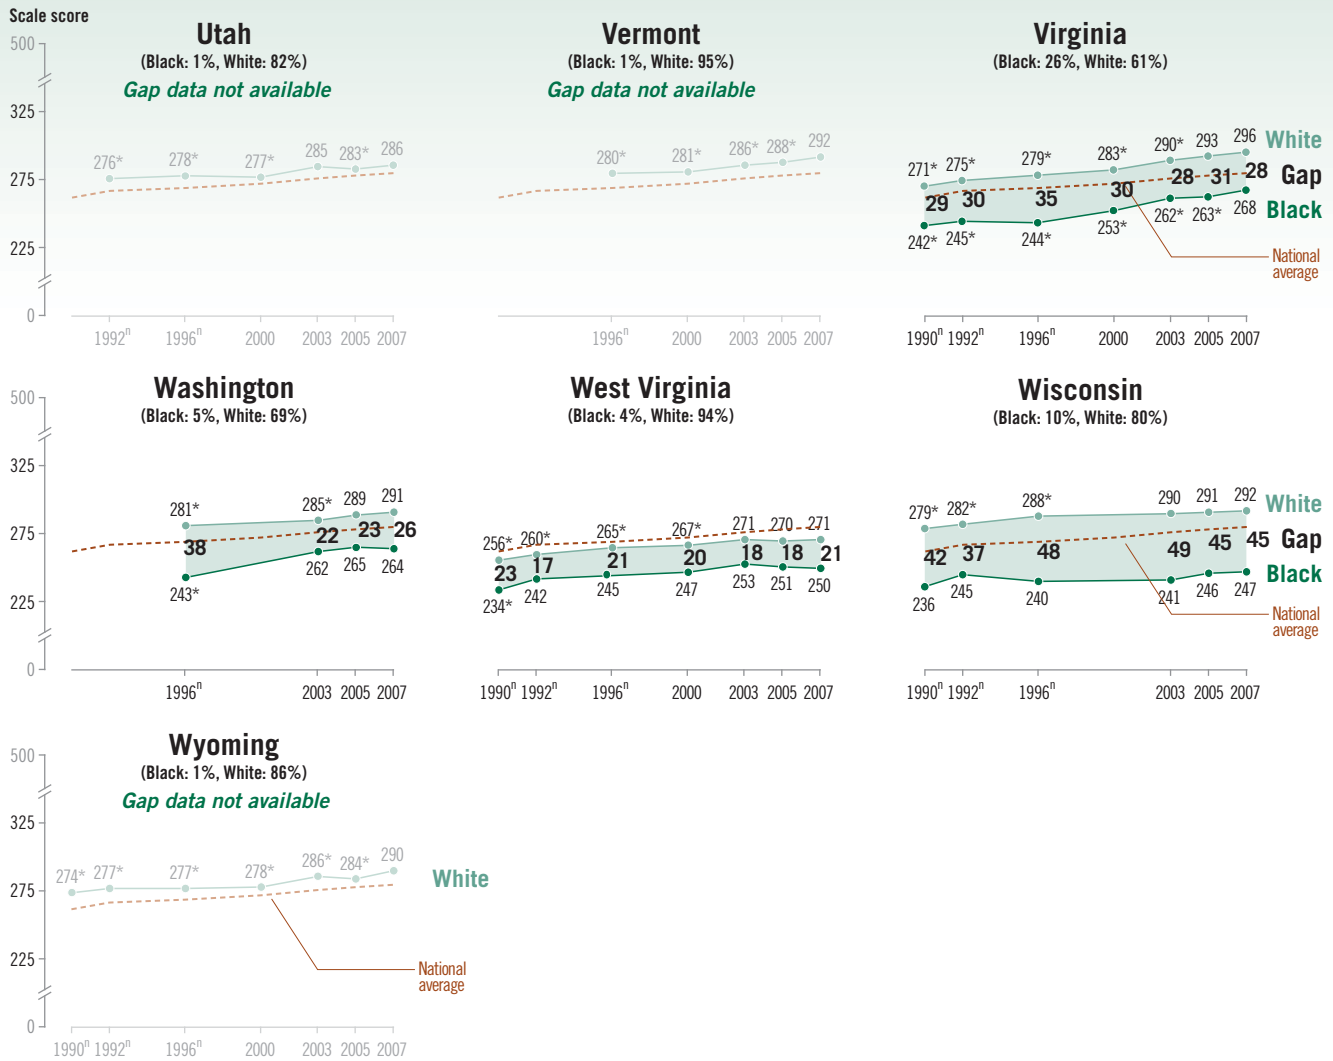 Scale score
Utah
(Black: 1%, White: 82%)
Gap data not available
500
325
275
225
0
276*
278*
277*
285
283*
286
1992ⁿ 1996ⁿ 2000 2003 2005 2007
Vermont
(Black: 1%, White: 95%)
Gap data not available
280*
281*
286*
288*
292
1996ⁿ 2000 2003 2005 2007
Virginia
(Black: 26%, White: 61%)
271* 275* 279* 283* 290* 293 296 White
29 30 35 30 28 31 28 Gap
242* 245* 244* 253* 262* 263* 268 Black
National
average
1990ⁿ 1992ⁿ 1996ⁿ 2000 2003 2005 2007
Washington
(Black: 5%, White: 69%)
500
325
275
225
0
281* 285* 289 291
38 22 23 26
243* 262 265 264
1996ⁿ 2003 2005 2007
West Virginia
(Black: 4%, White: 94%)
256* 260* 265* 267* 271 270 271
23 17 21 20 18 18 21
234* 242 245 247 253 251 250
1990ⁿ 1992ⁿ 1996ⁿ 2000 2003 2005 2007
Wisconsin
(Black: 10%, White: 80%)
279* 282* 288* 290 291 292 White
42 37 48 49 45 45 Gap
236 245 240 241 246 247 Black
National
average
1990ⁿ 1992ⁿ 1996ⁿ 2003 2005 2007
Wyoming
(Black: 1%, White: 86%)
Gap data not available
500
325
275
225
0
274* 277* 277* 278* 286* 284* 290
White
National
average
1990ⁿ 1992ⁿ 1996ⁿ 2000 2003 2005 2007